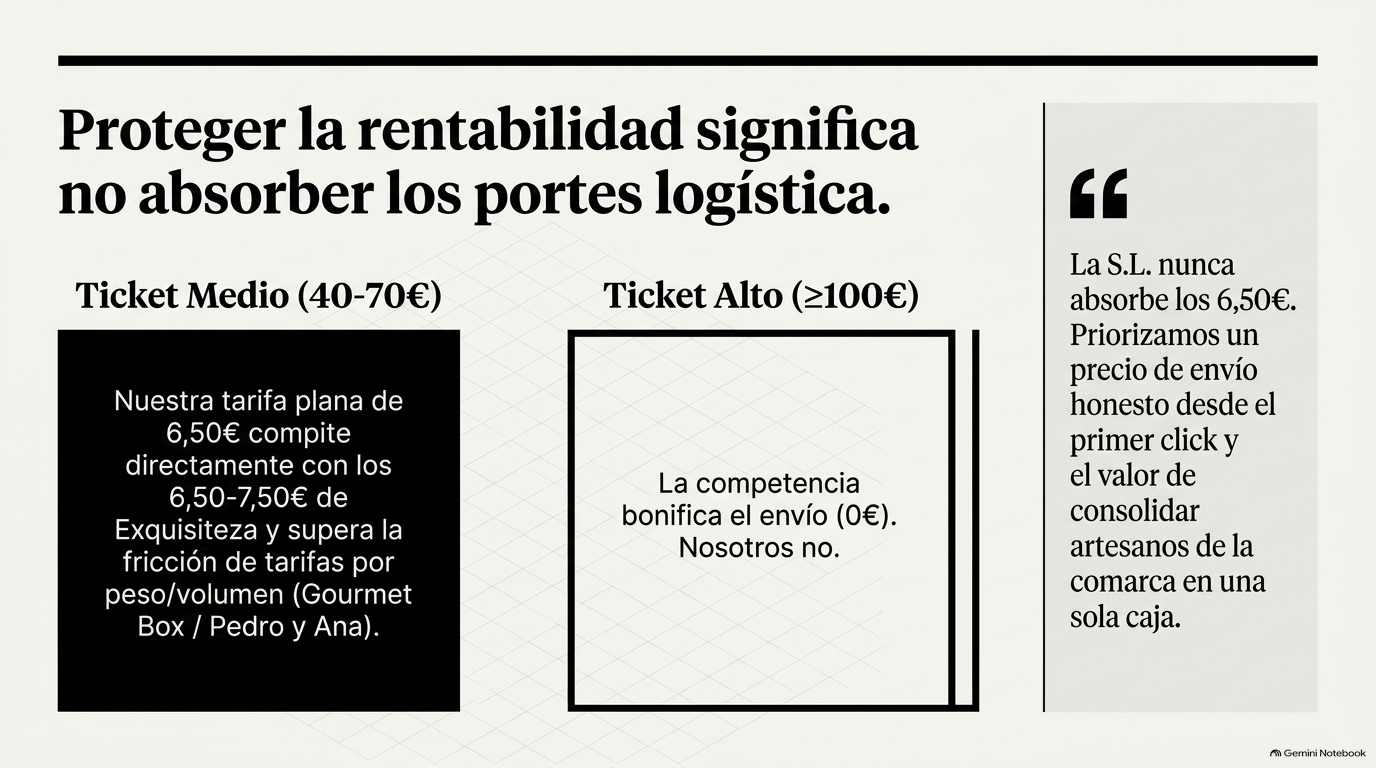 Proteger la rentabilidad significa
no absorber los portes logística.
Ticket Medio (40-70€)
Nuestra tarifa plana de
6,50€ compite
directamente con los
6,50-7,50€ de
Exquisiteza y supera la
fricción de tarifas por
peso/volumen (Gourmet
Box / Pedro y Ana).
Ticket Alto (≥100€)
La competencia
bonifica el envío (0€).
Nosotros no.
“
La S.L. nunca
absorbe los 6,50€.
Priorizamos un
precio de envío
honesto desde el
primer click y
el valor de
consolidar
artesanos de la
comarca en una
sola caja.
Gemini Notebook